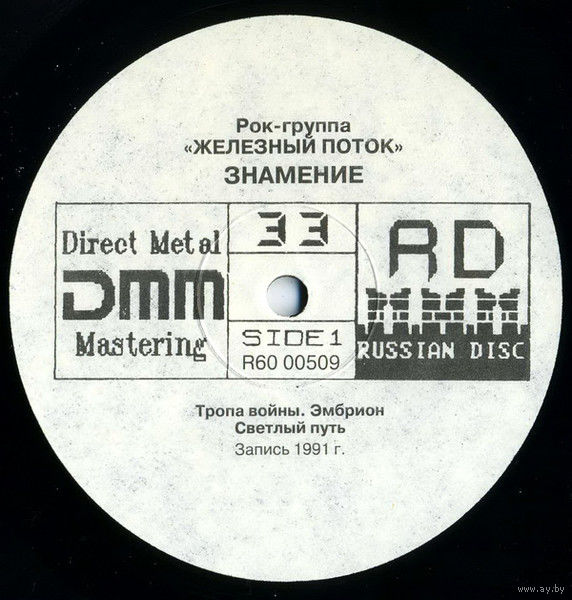 Рок-группа
«ЖЕЛЕЗНЫЙ ПОТОК»
ЗНАМЕНИЕ
Direct Metal
DMM
Mastering
33
SIDE 1
R60 00509
RD
RUSSIAN DISC
Тропа войны. Эмбрион
Светлый путь
Запись 1991 г.
www.ay.by